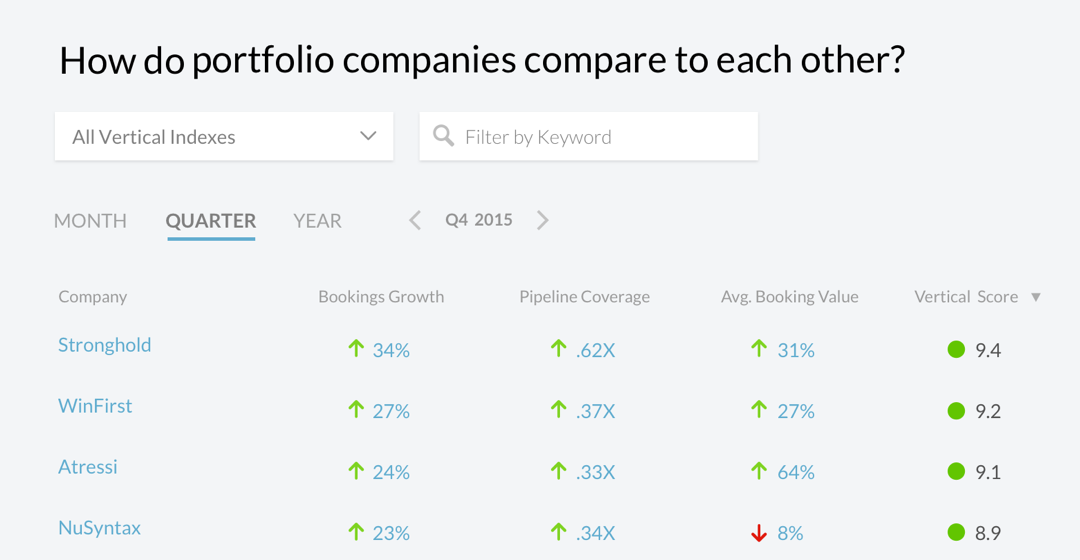 How do portfolio companies compare to each other?
All Vertical Indexes
Filter by Keyword
MONTH QUARTER YEAR Q4 2015
Company Bookings Growth Pipeline Coverage Avg. Booking Value Vertical Score ▼
Stronghold ↑ 34% ↑ .62X ↑ 31% 9.4
WinFirst ↑ 27% ↑ .37X ↑ 27% 9.2
Atressi ↑ 24% ↑ .33X ↑ 64% 9.1
NuSyntax ↑ 23% ↑ .34X ↓ 8% 8.9